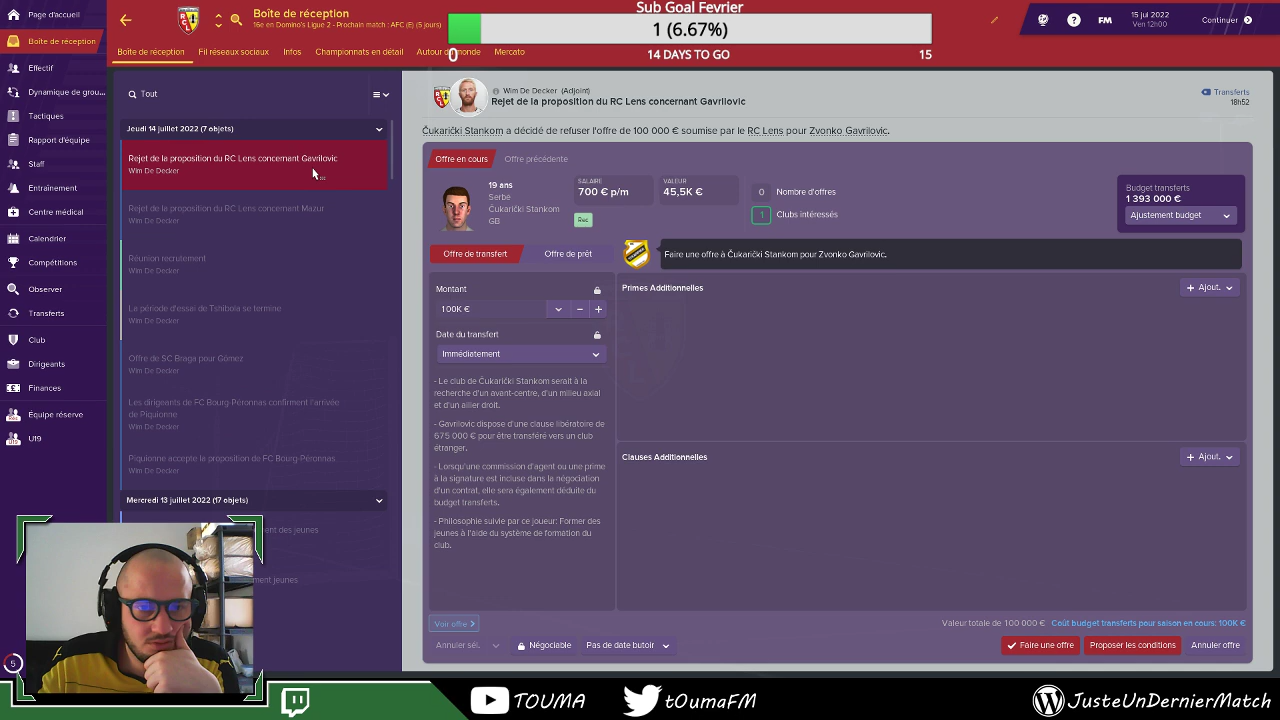 Sub Goal Fevrier
1 (6.67%)
0
14 DAYS TO GO
15
Page d'accueil
Boîte de réception
Effectif
Dynamique de grou...
Tactiques
Rapport d'équipe
Staff
Entraînement
Centre médical
Calendrier
Compétitions
Observer
Transferts
Club
Dirigeants
Finances
Équipe réserve
U19
5
Boîte de réception
16e en Domino's Ligue 2 - Prochain match : AFC (E) (5 jours)
FM
15 jul 2022
Ven 12h00
Continuer
Boîte de réception
Fil réseaux sociaux
Infos
Championnats en détail
Autour du monde
Mercato
Tout
Jeudi 14 juillet 2022 (7 objets)
Rejet de la proposition du RC Lens concernant Gavrilovic
Wim De Decker
Rejet de la proposition du RC Lens concernant Mazur
Wim De Decker
Réunion recrutement
Wim De Decker
La période d'essai de Tshibola se termine
Wim De Decker
Offre de SC Braga pour Gómez
Wim De Decker
Les dirigeants de FC Bourg-Péronnas confirment l'arrivée
de Piquionne
Wim De Decker
Piquionne accepte la proposition de FC Bourg-Péronnas
Wim De Decker
Mercredi 13 juillet 2022 (17 objets)
ment des jeunes
ment jeunes
Wim De Decker (Adjoint)
Rejet de la proposition du RC Lens concernant Gavrilovic
Transferts
18h52
Čukarički Stankom a décidé de refuser l'offre de 100 000 € soumise par le RC Lens pour Zvonko Gavrilovic.
Offre en cours
Offre précédente
19 ans
Serbe
Čukarički Stankom
GB
SALAIRE
700 € p/m
VALEUR
45,5K €
Rec
0
Nombre d'offres
1
Clubs intéressés
Budget transferts
1 393 000 €
Ajustement budget
Offre de transfert
Offre de prêt
Faire une offre à Čukarički Stankom pour Zvonko Gavrilovic.
Montant
100K €
Date du transfert
Immédiatement
- Le club de Čukarički Stankom serait à la
recherche d'un avant-centre, d'un milieu axial
et d'un ailier droit.
- Gavrilovic dispose d'une clause libératoire de
675 000 € pour être transféré vers un club
étranger.
- Lorsqu'une commission d'agent ou une prime
à la signature est incluse dans la négociation
d'un contrat, elle sera également déduite du
budget transferts.
- Philosophie suivie par ce joueur: Former des
jeunes à l'aide du système de formation du
club.
Primes Additionnelles
Ajout.
Clauses Additionnelles
Ajout.
Voir offre
Valeur totale de 100 000 €
Coût budget transferts pour saison en cours: 100K €
Annuler sél.
Négociable
Pas de date butoir
Faire une offre
Proposer les conditions
Annuler offre
TOUMA
tOumaFM
JusteUnDernierMatch